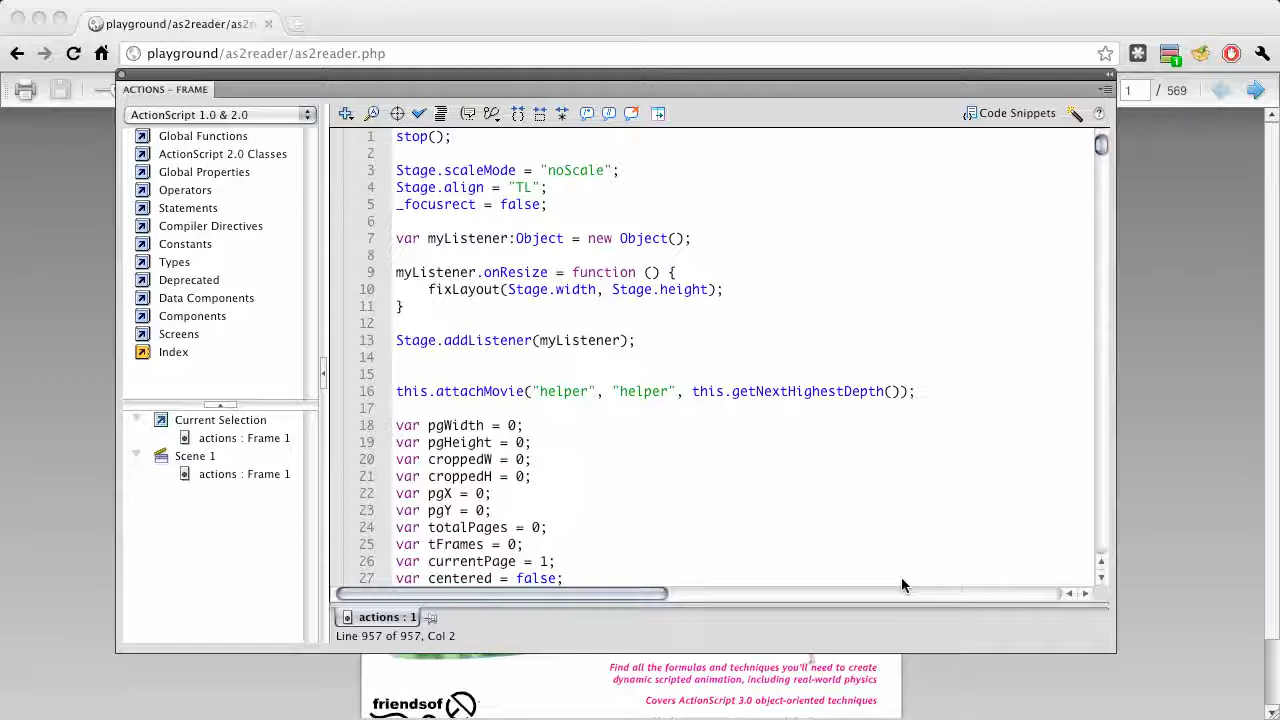 playground/as2reader/as2r
playground/as2reader/as2reader.php
1
ACTIONS – FRAME
1 / 569
ActionScript 1.0 & 2.0
Code Snippets
Global Functions
ActionScript 2.0 Classes
Global Properties
Operators
Statements
Compiler Directives
Constants
Types
Deprecated
Data Components
Components
Screens
Index
Current Selection
actions : Frame 1
Scene 1
actions : Frame 1
1 stop();
2
3 Stage.scaleMode = "noScale";
4 Stage.align = "TL";
5 _focusrect = false;
6
7 var myListener:Object = new Object();
8
9 myListener.onResize = function () {
10 fixLayout(Stage.width, Stage.height);
11 }
12
13 Stage.addListener(myListener);
14
15
16 this.attachMovie("helper", "helper", this.getNextHighestDepth());
17
18 var pgWidth = 0;
19 var pgHeight = 0;
20 var croppedW = 0;
21 var croppedH = 0;
22 var pgX = 0;
23 var pgY = 0;
24 var totalPages = 0;
25 var tFrames = 0;
26 var currentPage = 1;
27 var centered = false;
actions : 1
Line 957 of 957, Col 2
Find all the formulas and techniques you'll need to create
dynamic scripted animation, including real-world physics
friendsof
Covers ActionScript 3.0 object-oriented techniques